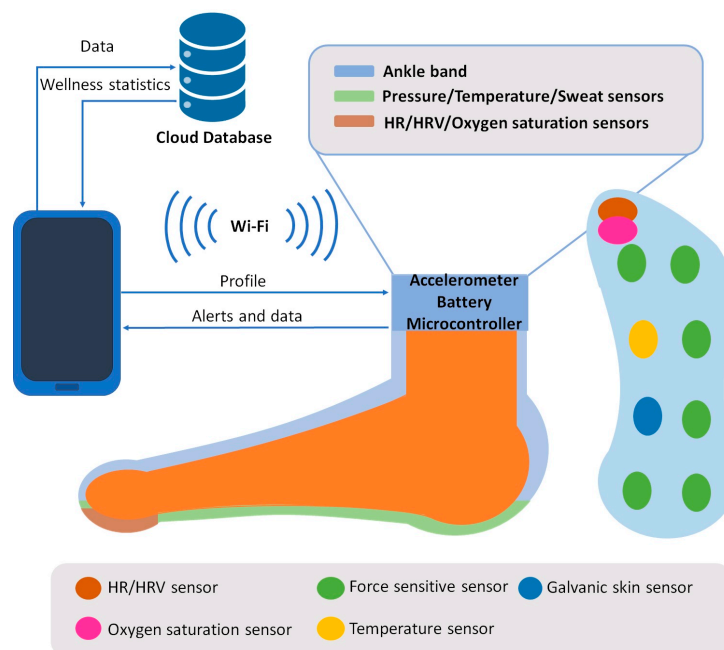 Data
Wellness statistics
Cloud Database
Ankle band
Pressure/Temperature/Sweat sensors
HR/HRV/Oxygen saturation sensors
Wi-Fi
Profile
Alerts and data
Accelerometer
Battery
Microcontroller
HR/HRV sensor
Force sensitive sensor
Galvanic skin sensor
Oxygen saturation sensor
Temperature sensor